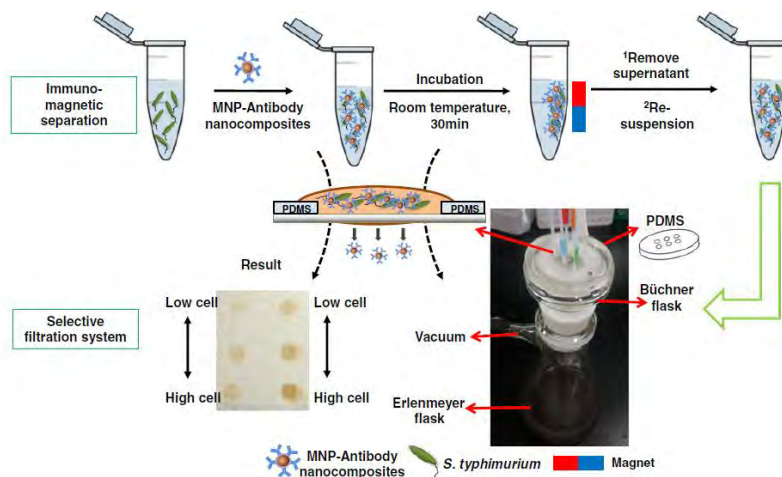 Immuno-
magnetic
separation
MNP-Antibody
nanocomposites
Incubation
Room temperature,
30min
¹Remove
supernatant
²Re-
suspension
PDMS
PDMS
PDMS
Result
Low cell
Low cell
High cell
High cell
Selective
filtration system
Büchner
flask
Vacuum
Erlenmeyer
flask
MNP-Antibody
nanocomposites
S. typhimurium
Magnet